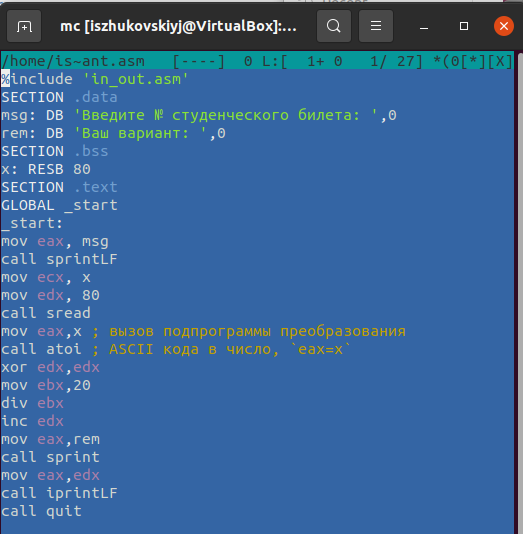 mc [iszhukovskiyj@VirtualBox]:...
/home/is~ant.asm   [----]  0 L:[  1+ 0   1/ 27] *(0[*][X]
%include 'in_out.asm'
SECTION .data
msg: DB 'Введите № студенческого билета: ',0
rem: DB 'Ваш вариант: ',0
SECTION .bss
x: RESB 80
SECTION .text
GLOBAL _start
_start:
mov eax, msg
call sprintLF
mov ecx, x
mov edx, 80
call sread
mov eax,x ; вызов подпрограммы преобразования
call atoi ; ASCII кода в число, `eax=x`
xor edx,edx
mov ebx,20
div ebx
inc edx
mov eax,rem
call sprint
mov eax,edx
call iprintLF
call quit